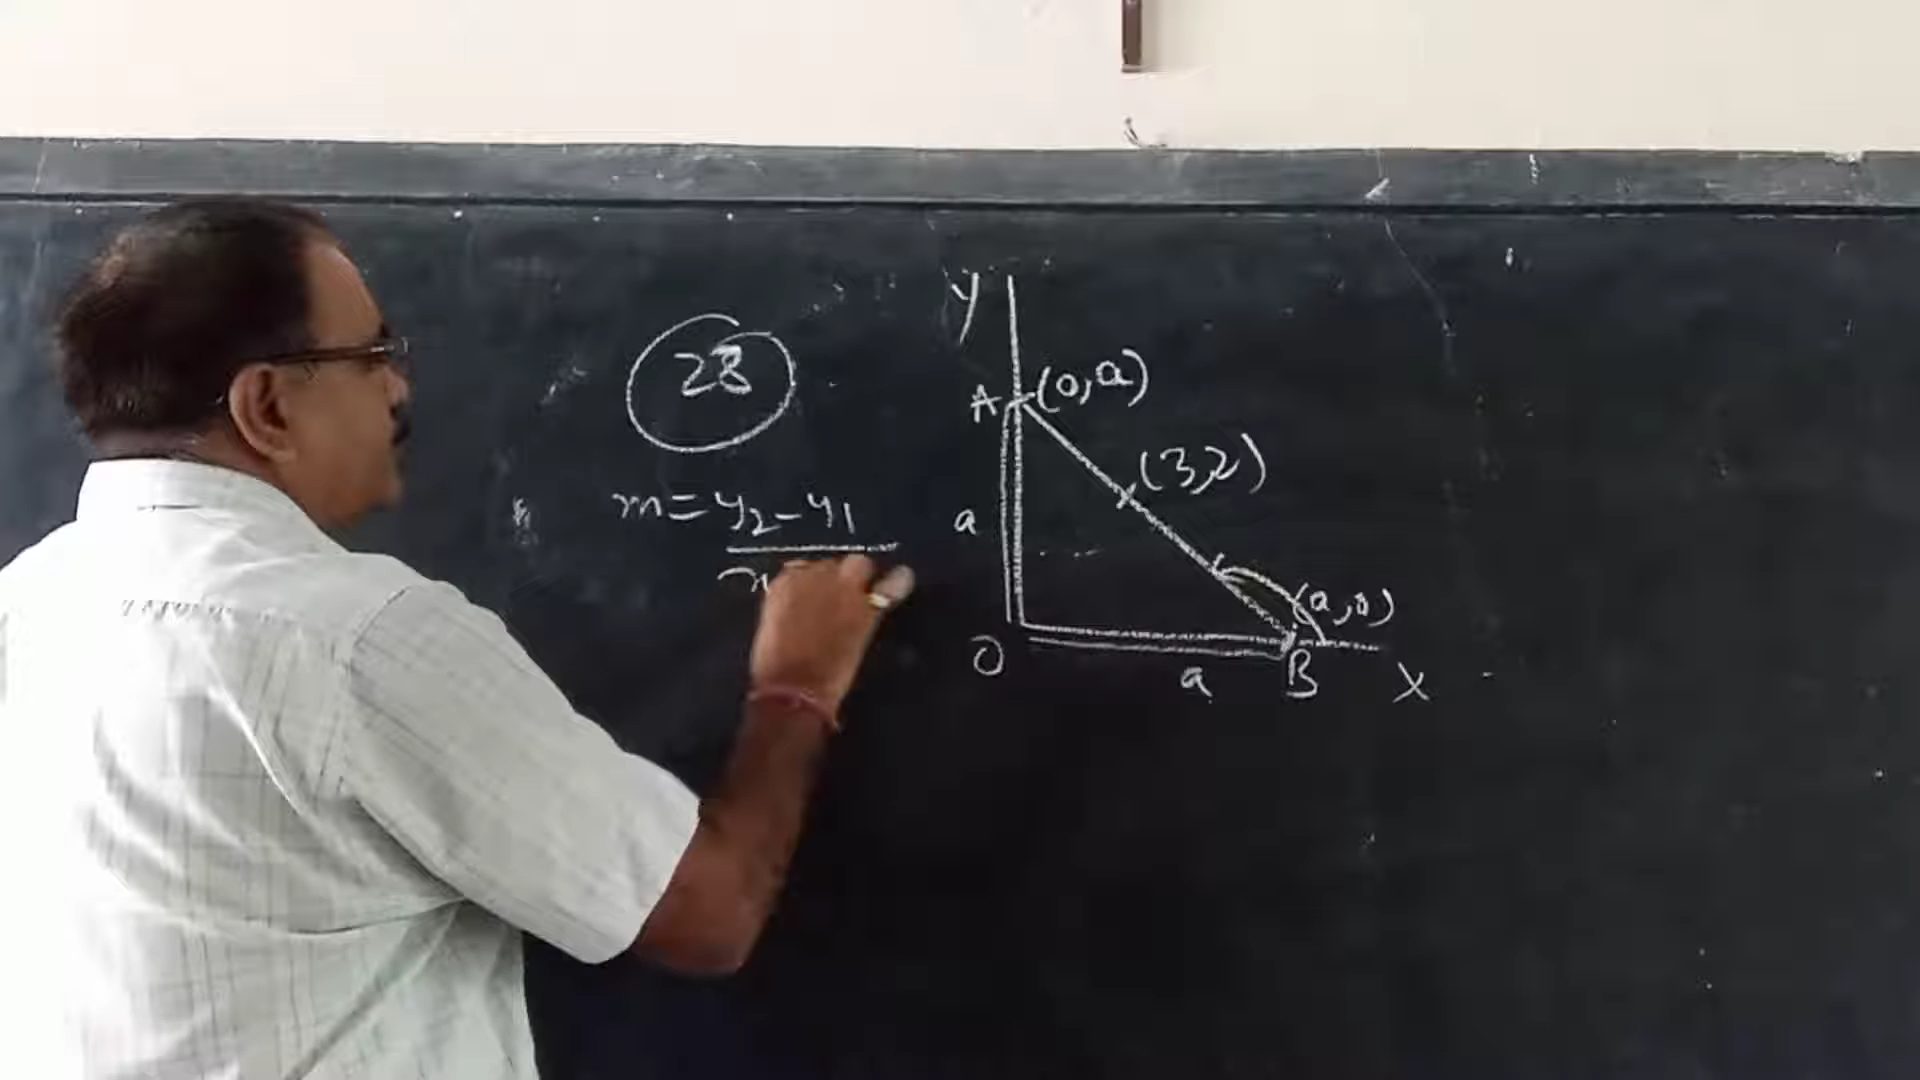 28
m = y₂ - y₁
x
Y
A (0,a)
(3,2)
a
(a,0)
O
a
B
X